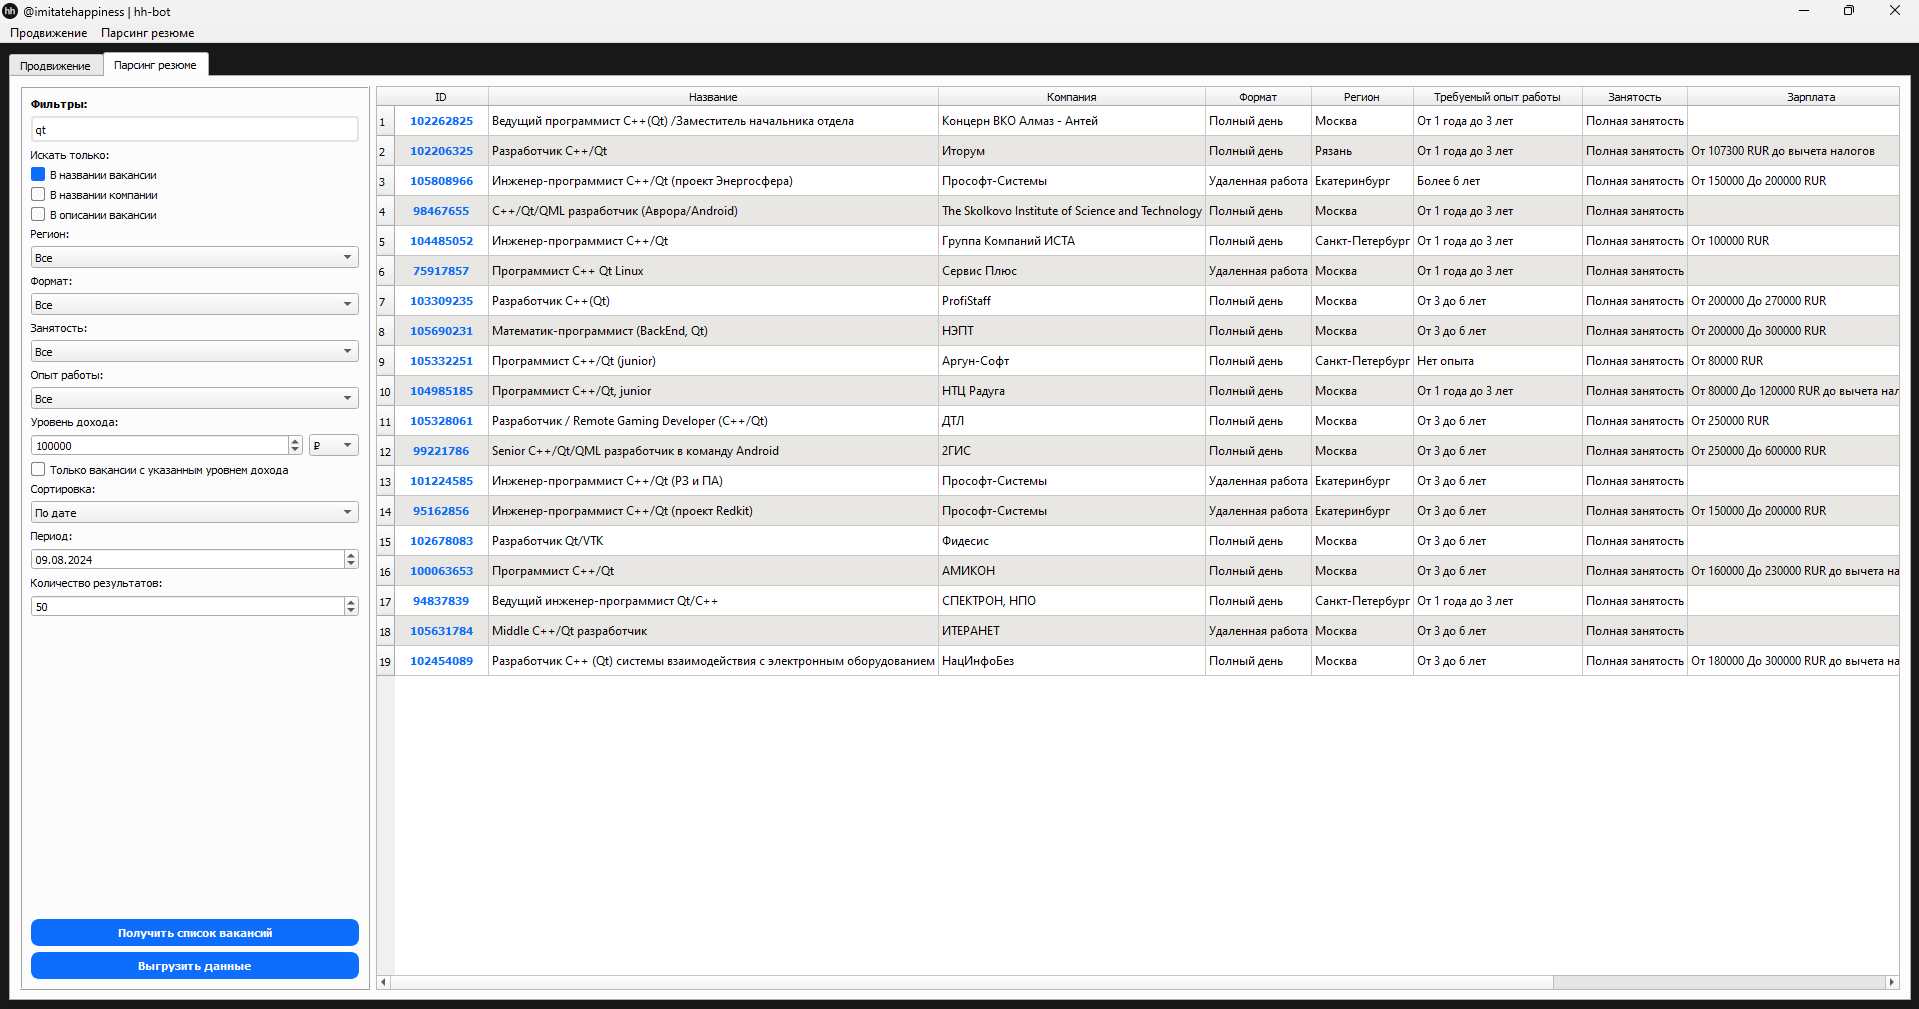 hh @imitatehappiness | hh-bot
Продвижение Парсинг резюме
Продвижение Парсинг резюме
Фильтры:
qt
Искать только:
В названии вакансии
В названии компании
В описании вакансии
Регион:
Все
Формат:
Все
Занятость:
Все
Опыт работы:
Все
Уровень дохода:
100000 ₽
Только вакансии с указанным уровнем дохода
Сортировка:
По дате
Период:
09.08.2024
Количество результатов:
50
Получить список вакансий
Выгрузить данные
ID Название Компания Формат Регион Требуемый опыт работы Занятость Зарплата
1 102262825 Ведущий программист C++(Qt) /Заместитель начальника отдела Концерн ВКО Алмаз - Антей Полный день Москва От 1 года до 3 лет Полная занятость
2 102206325 Разработчик C++/Qt Иторум Полный день Рязань От 1 года до 3 лет Полная занятость От 107300 RUR до вычета налогов
3 105808966 Инженер-программист C++/Qt (проект Энергосфера) Прософт-Системы Удаленная работа Екатеринбург Более 6 лет Полная занятость От 150000 До 200000 RUR
4 98467655 C++/Qt/QML разработчик (Аврора/Android) The Skolkovo Institute of Science and Technology Полный день Москва От 1 года до 3 лет Полная занятость
5 104485052 Инженер-программист C++/Qt Группа Компаний ИСТА Полный день Санкт-Петербург От 1 года до 3 лет Полная занятость От 100000 RUR
6 75917857 Программист C++ Qt Linux Сервис Плюс Удаленная работа Москва От 1 года до 3 лет Полная занятость
7 103309235 Разработчик C++(Qt) ProfiStaff Полный день Москва От 3 до 6 лет Полная занятость От 200000 До 270000 RUR
8 105690231 Математик-программист (BackEnd, Qt) НЭПТ Полный день Москва От 3 до 6 лет Полная занятость От 200000 До 300000 RUR
9 105332251 Программист C++/Qt (junior) Аргун-Софт Полный день Санкт-Петербург Нет опыта Полная занятость От 80000 RUR
10 104985185 Программист C++/Qt, junior НТЦ Радуга Полный день Москва От 1 года до 3 лет Полная занятость От 80000 До 120000 RUR до вычета нал
11 105328061 Разработчик / Remote Gaming Developer (C++/Qt) ДТЛ Полный день Москва От 3 до 6 лет Полная занятость От 250000 RUR
12 99221786 Senior C++/Qt/QML разработчик в команду Android 2ГИС Полный день Москва От 3 до 6 лет Полная занятость От 250000 До 600000 RUR
13 101224585 Инженер-программист C++/Qt (РЗ и ПА) Прософт-Системы Удаленная работа Екатеринбург От 3 до 6 лет Полная занятость
14 95162856 Инженер-программист C++/Qt (проект Redkit) Прософт-Системы Удаленная работа Екатеринбург От 3 до 6 лет Полная занятость От 150000 До 200000 RUR
15 102678083 Разработчик Qt/VTK Фидесис Полный день Москва От 3 до 6 лет Полная занятость
16 100063653 Программист C++/Qt АМИКОН Полный день Москва От 3 до 6 лет Полная занятость От 160000 До 230000 RUR до вычета на
17 94837839 Ведущий инженер-программист Qt/C++ СПЕКТРОН, НПО Полный день Санкт-Петербург От 1 года до 3 лет Полная занятость
18 105631784 Middle C++/Qt разработчик ИТЕРАНЕТ Удаленная работа Москва От 3 до 6 лет Полная занятость
19 102454089 Разработчик C++ (Qt) системы взаимодействия с электронным оборудованием НацИнфоБез Полный день Москва От 3 до 6 лет Полная занятость От 180000 До 300000 RUR до вычета на